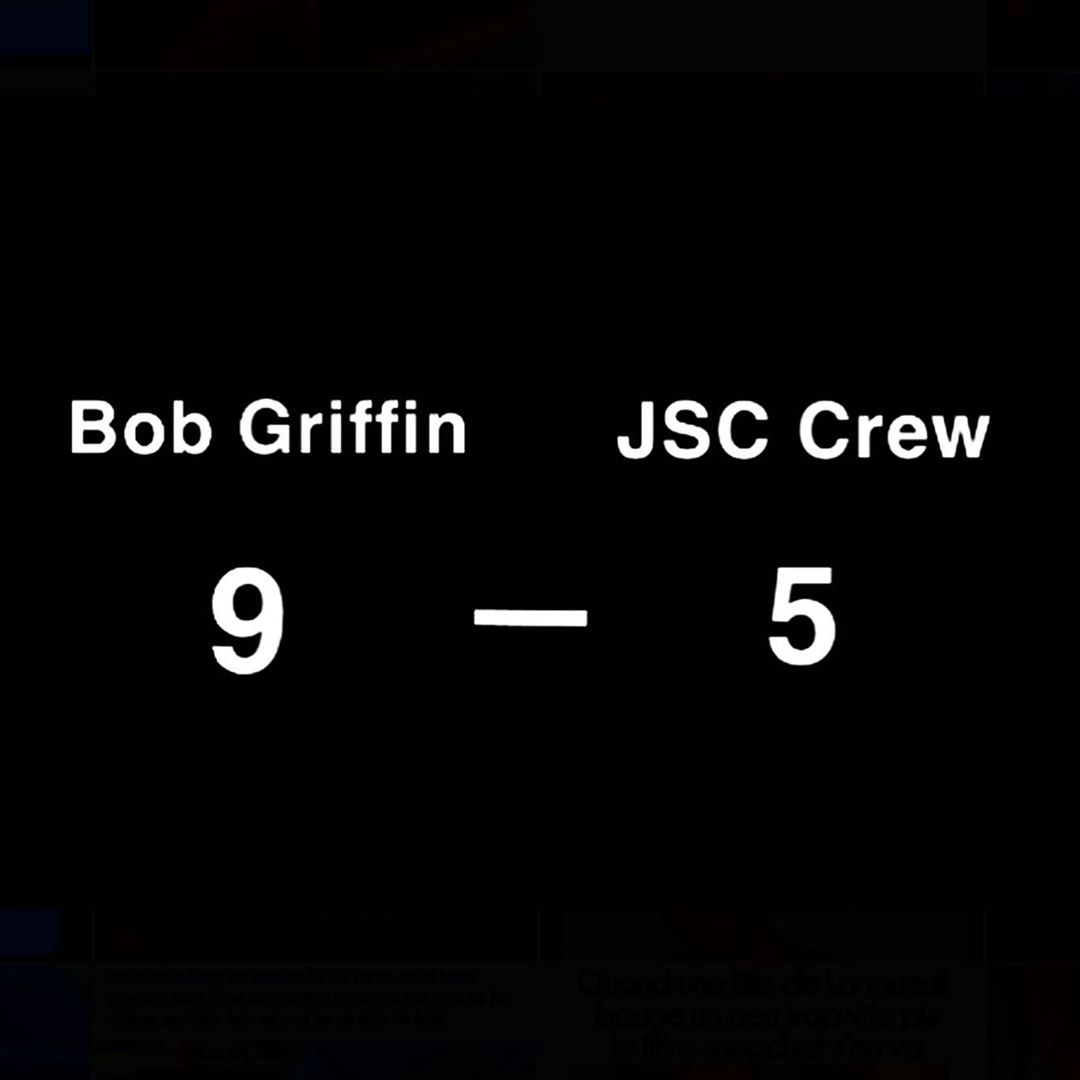 Bob Griffin JSC Crew
9 — 5
Quand une fille de Longueuil
bouge un peu trop vite pis
le filtre snapchat s'en va